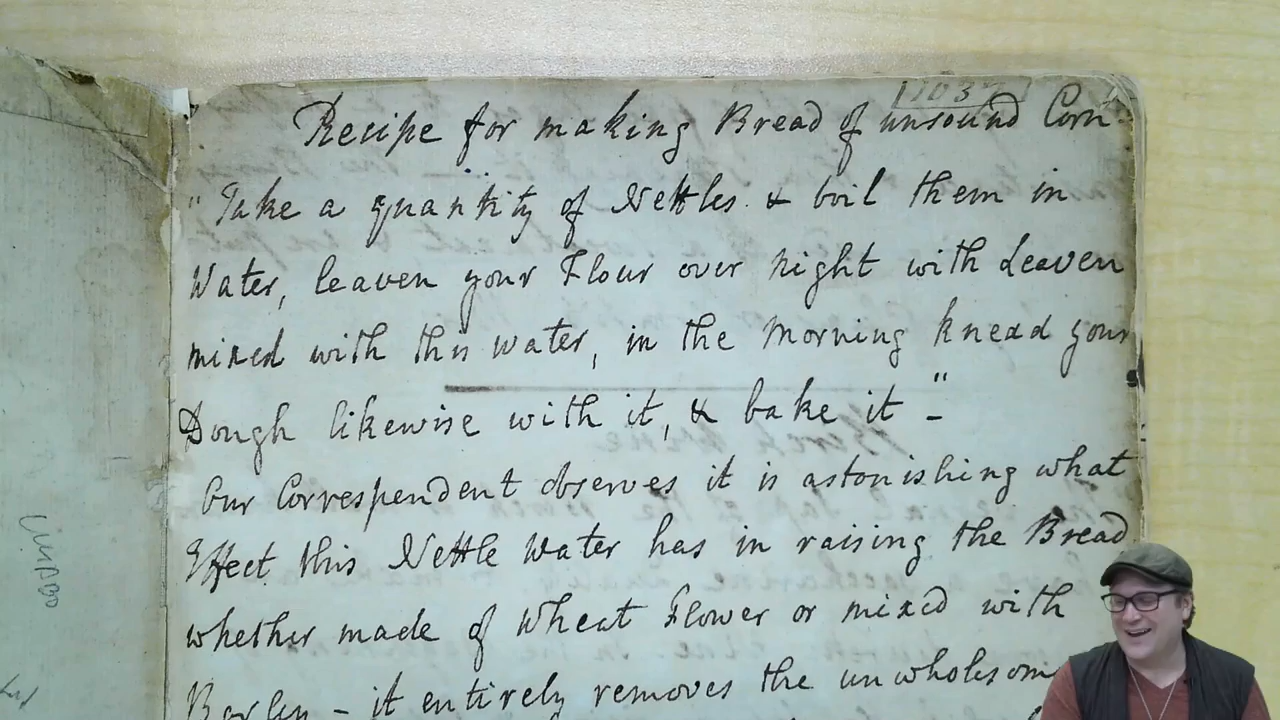 1103
Recipe for making Bread of unsound Corn
"Take a quantity of Nettles & boil them in
Water, leaven your Flour over night with Leaven
mixed with this water, in the Morning knead your
Dough likewise with it, & bake it -"
Our Correspondent observes it is astonishing what
Effect this Nettle Water has in raising the Bread
whether made of Wheat Flower or mixed with
Barley - it entirely removes the unwholesom